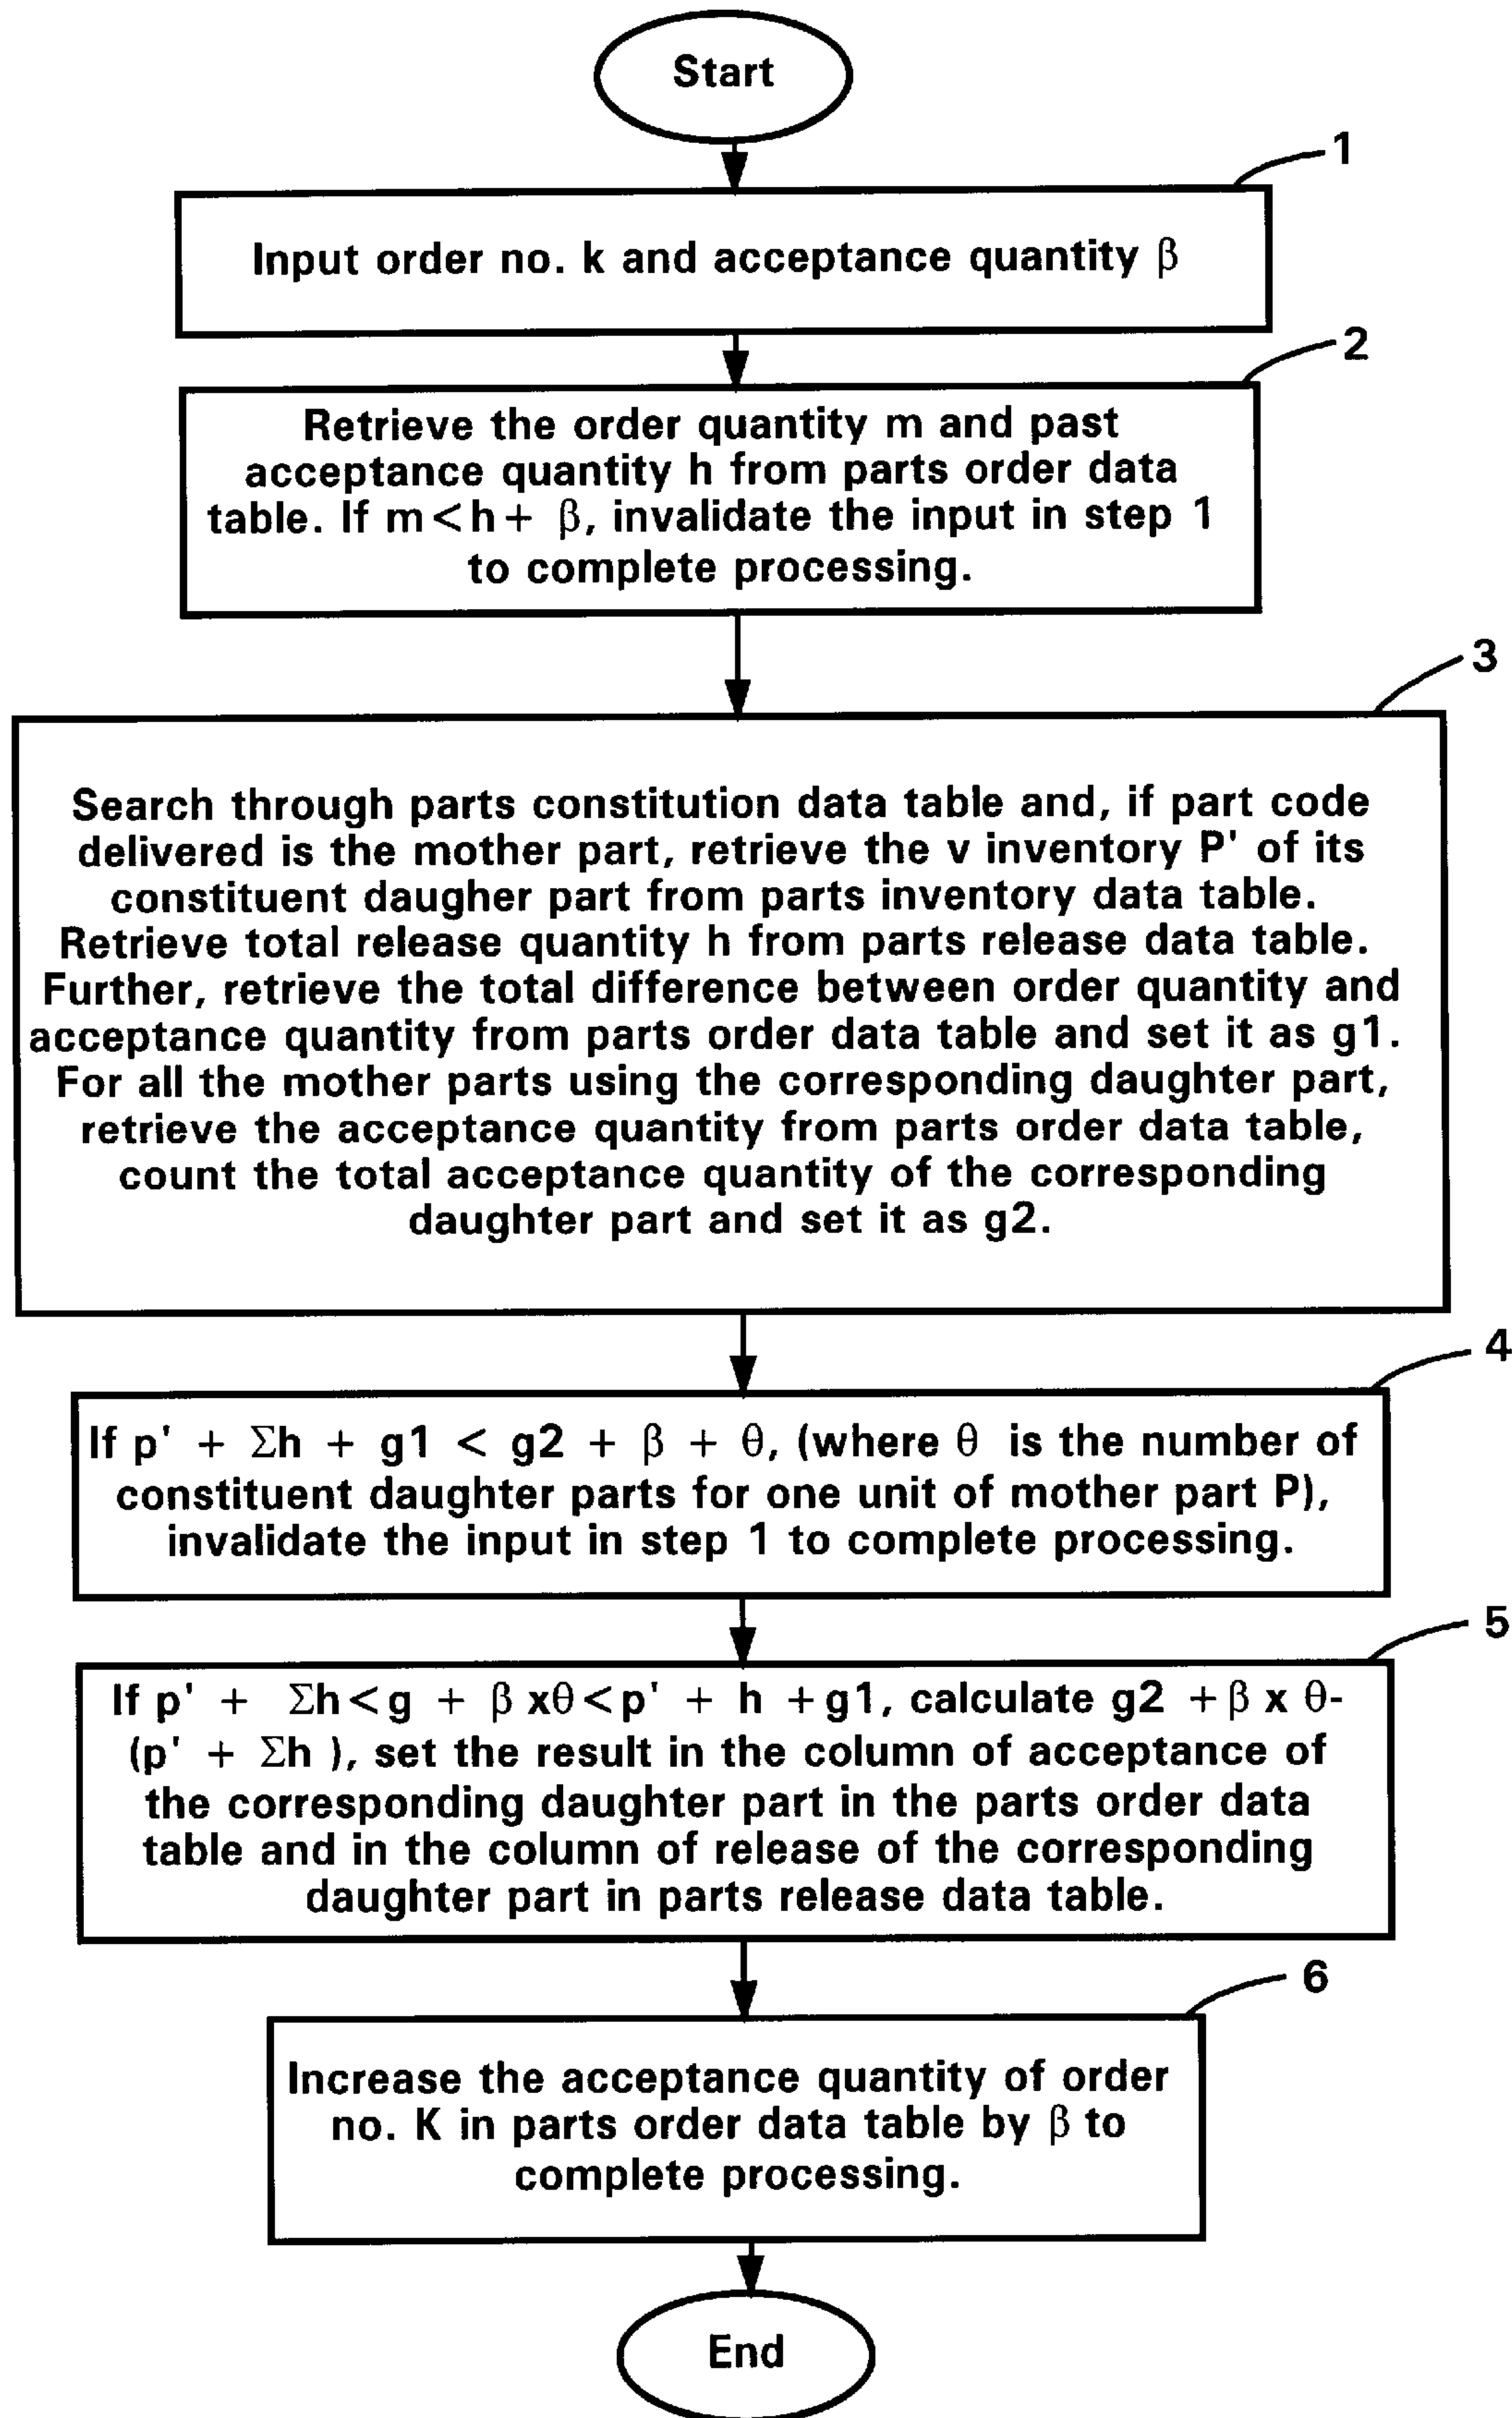 Start
1
Input order no. k and acceptance quantity β
2
Retrieve the order quantity m and past
acceptance quantity h from parts order data
table. If m<h+ β, invalidate the input in step 1
to complete processing.
3
Search through parts constitution data table and, if part code
delivered is the mother part, retrieve the v inventory P' of its
constituent daugher part from parts inventory data table.
Retrieve total release quantity h from parts release data table.
Further, retrieve the total difference between order quantity and
acceptance quantity from parts order data table and set it as g1.
For all the mother parts using the corresponding daughter part,
retrieve the acceptance quantity from parts order data table,
count the total acceptance quantity of the corresponding
daughter part and set it as g2.
4
If p' + Σh + g1 < g2 + β + θ, (where θ is the number of
constituent daughter parts for one unit of mother part P),
invalidate the input in step 1 to complete processing.
5
If p' + Σh<g + β xθ<p' + h +g1, calculate g2 +β x θ-
(p' + Σh ), set the result in the column of acceptance of
the corresponding daughter part in the parts order data
table and in the column of release of the corresponding
daughter part in parts release data table.
6
Increase the acceptance quantity of order
no. K in parts order data table by β to
complete processing.
End